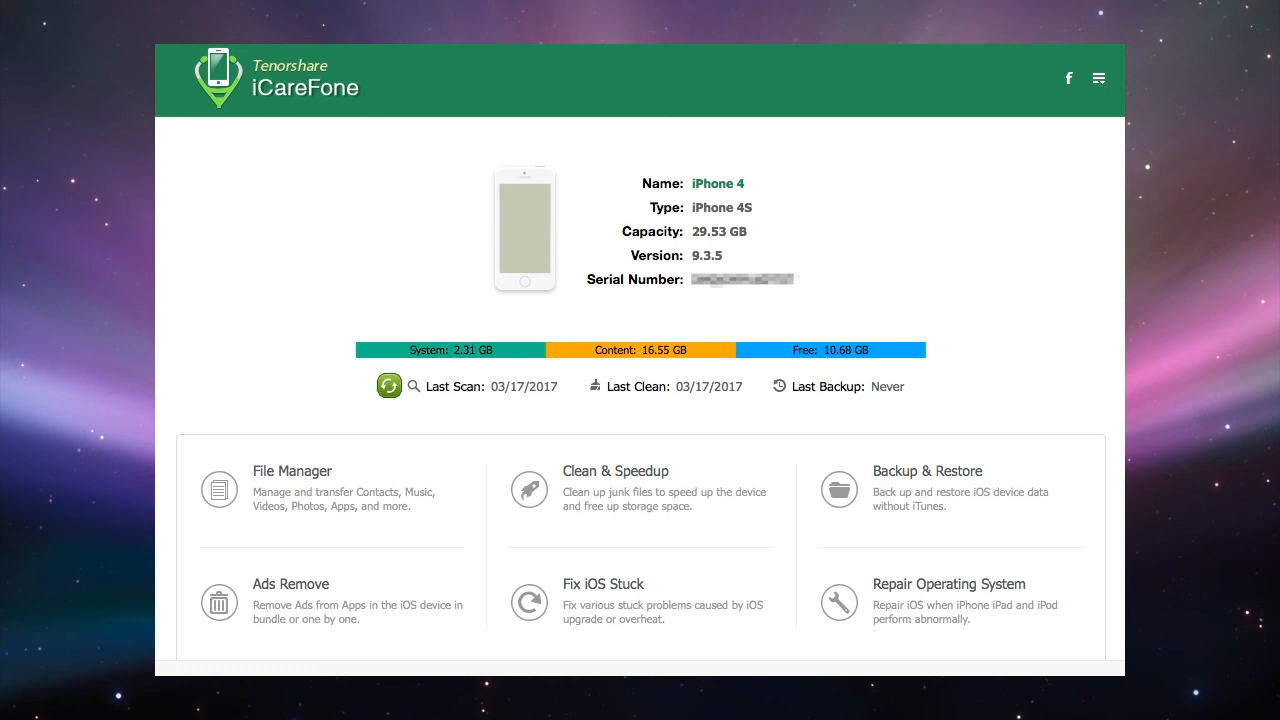 Tenorshare
iCareFone
f
Name: iPhone 4
Type: iPhone 4S
Capacity: 29.53 GB
Version: 9.3.5
Serial Number:
System: 2.31 GB Content: 16.55 GB Free: 10.68 GB
Last Scan: 03/17/2017 Last Clean: 03/17/2017 Last Backup: Never
File Manager
Manage and transfer Contacts, Music,
Videos, Photos, Apps, and more.
Clean & Speedup
Clean up junk files to speed up the device
and free up storage space.
Backup & Restore
Back up and restore iOS device data
without iTunes.
Ads Remove
Remove Ads from Apps in the iOS device in
bundle or one by one.
Fix iOS Stuck
Fix various stuck problems caused by iOS
upgrade or overheat.
Repair Operating System
Repair iOS when iPhone iPad and iPod
perform abnormally.